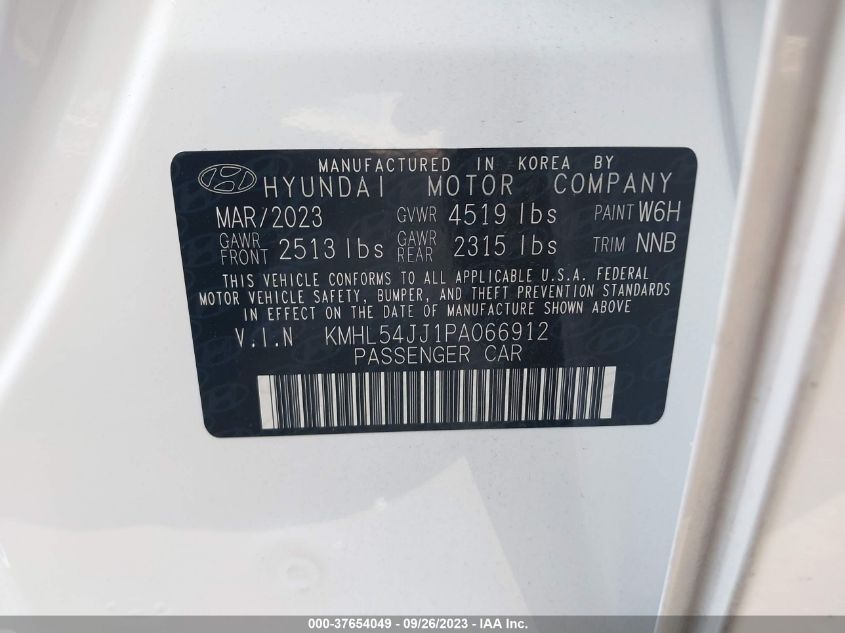 MANUFACTURED IN KOREA BY
HYUNDAI MOTOR COMPANY
MAR/2023 GVWR 4519 lbs PAINT W6H
GAWR FRONT 2513 lbs GAWR REAR 2315 lbs TRIM NNB
THIS VEHICLE CONFORMS TO ALL APPLICABLE U.S.A. FEDERAL
MOTOR VEHICLE SAFETY, BUMPER, AND THEFT PREVENTION STANDARDS
IN EFFECT ON THE DATE OF MANUFACTURE SHOWN ABOVE
V.I.N KMHL54JJ1PA066912
PASSENGER CAR
000-37654049 - 09/26/2023 - IAA Inc.